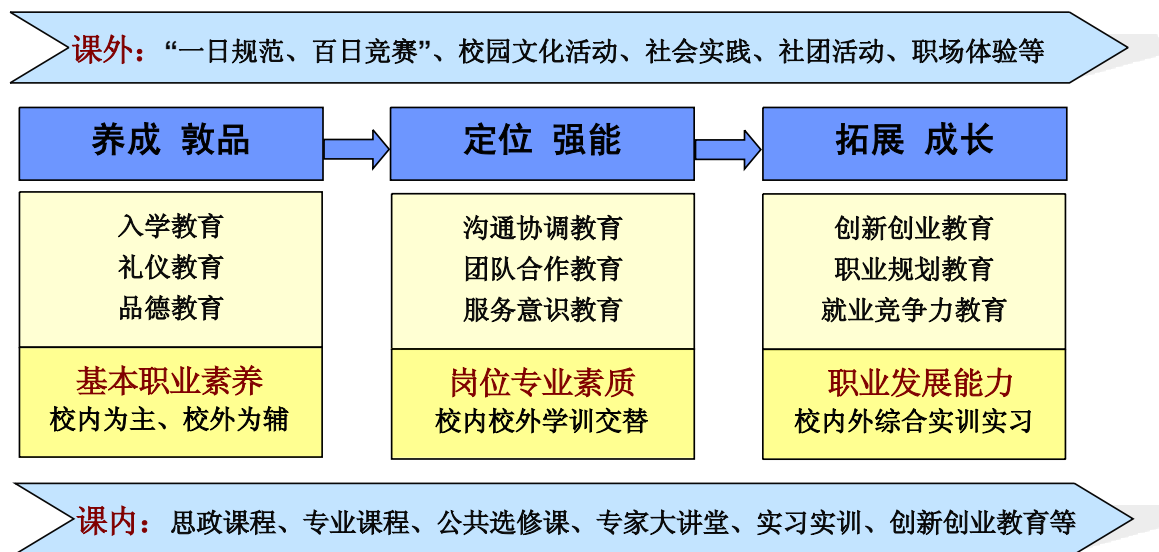 课外：“一日规范、百日竞赛”、校园文化活动、社会实践、社团活动、职场体验等
养成 敦品
定位 强能
拓展 成长
入学教育
礼仪教育
品德教育
基本职业素养
校内为主、校外为辅
沟通协调教育
团队合作教育
服务意识教育
岗位专业素质
校内校外学训交替
创新创业教育
职业规划教育
就业竞争力教育
职业发展能力
校内外综合实训实习
课内：思政课程、专业课程、公共选修课、专家大讲堂、实习实训、创新创业教育等